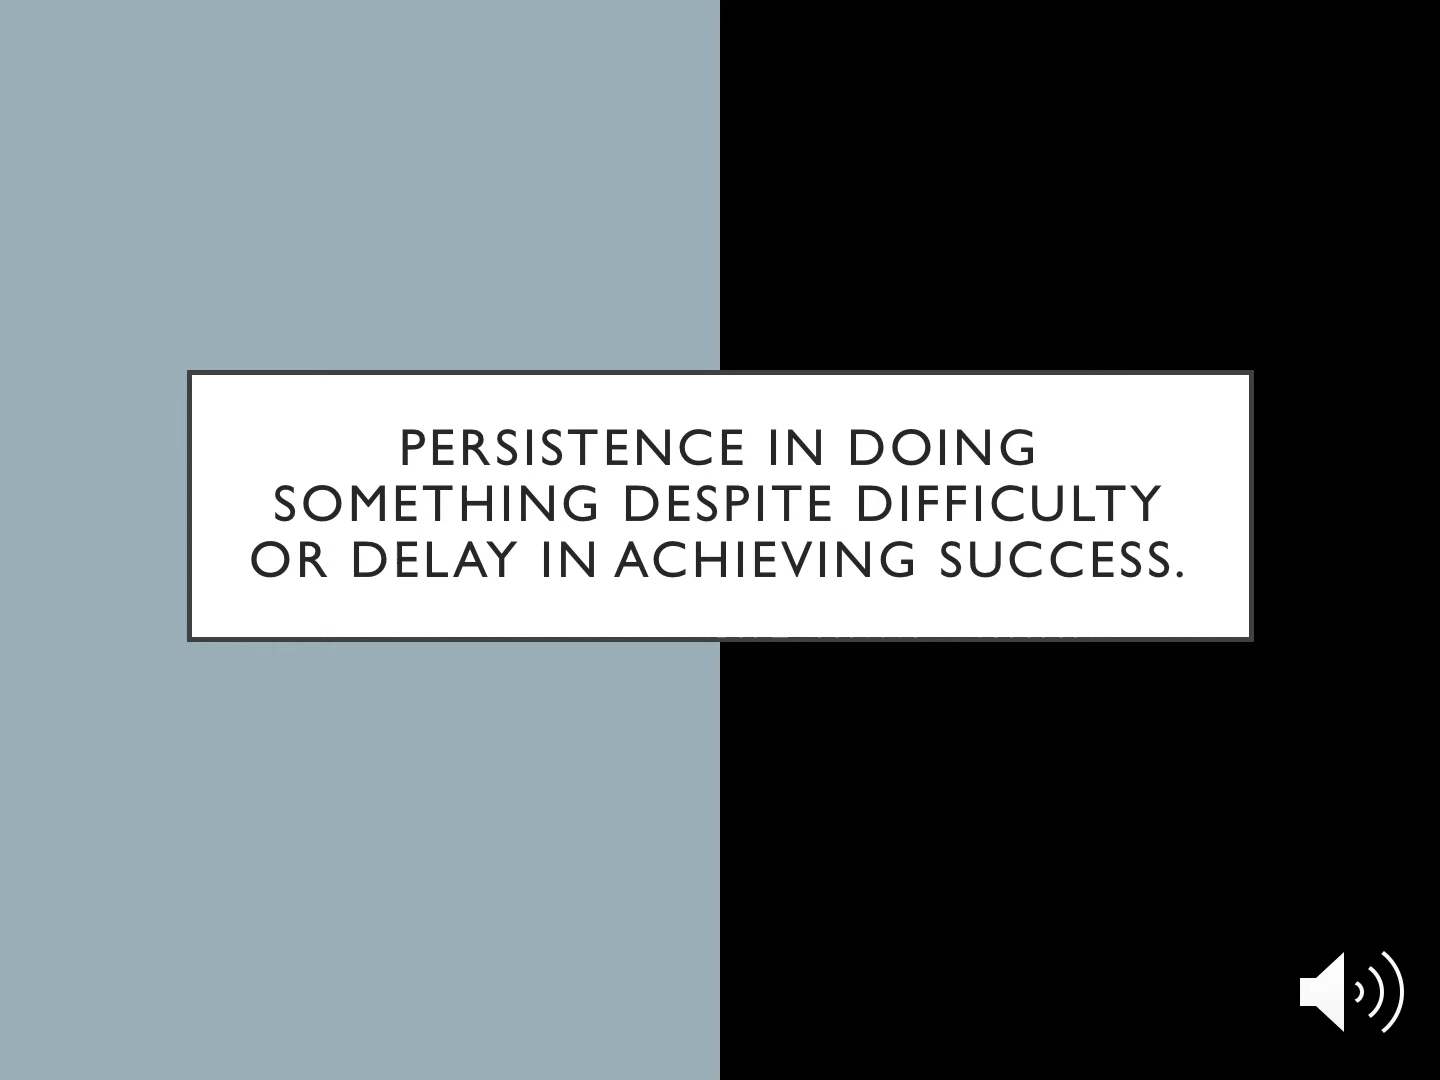 PERSISTENCE IN DOING
SOMETHING DESPITE DIFFICULTY
OR DELAY IN ACHIEVING SUCCESS.